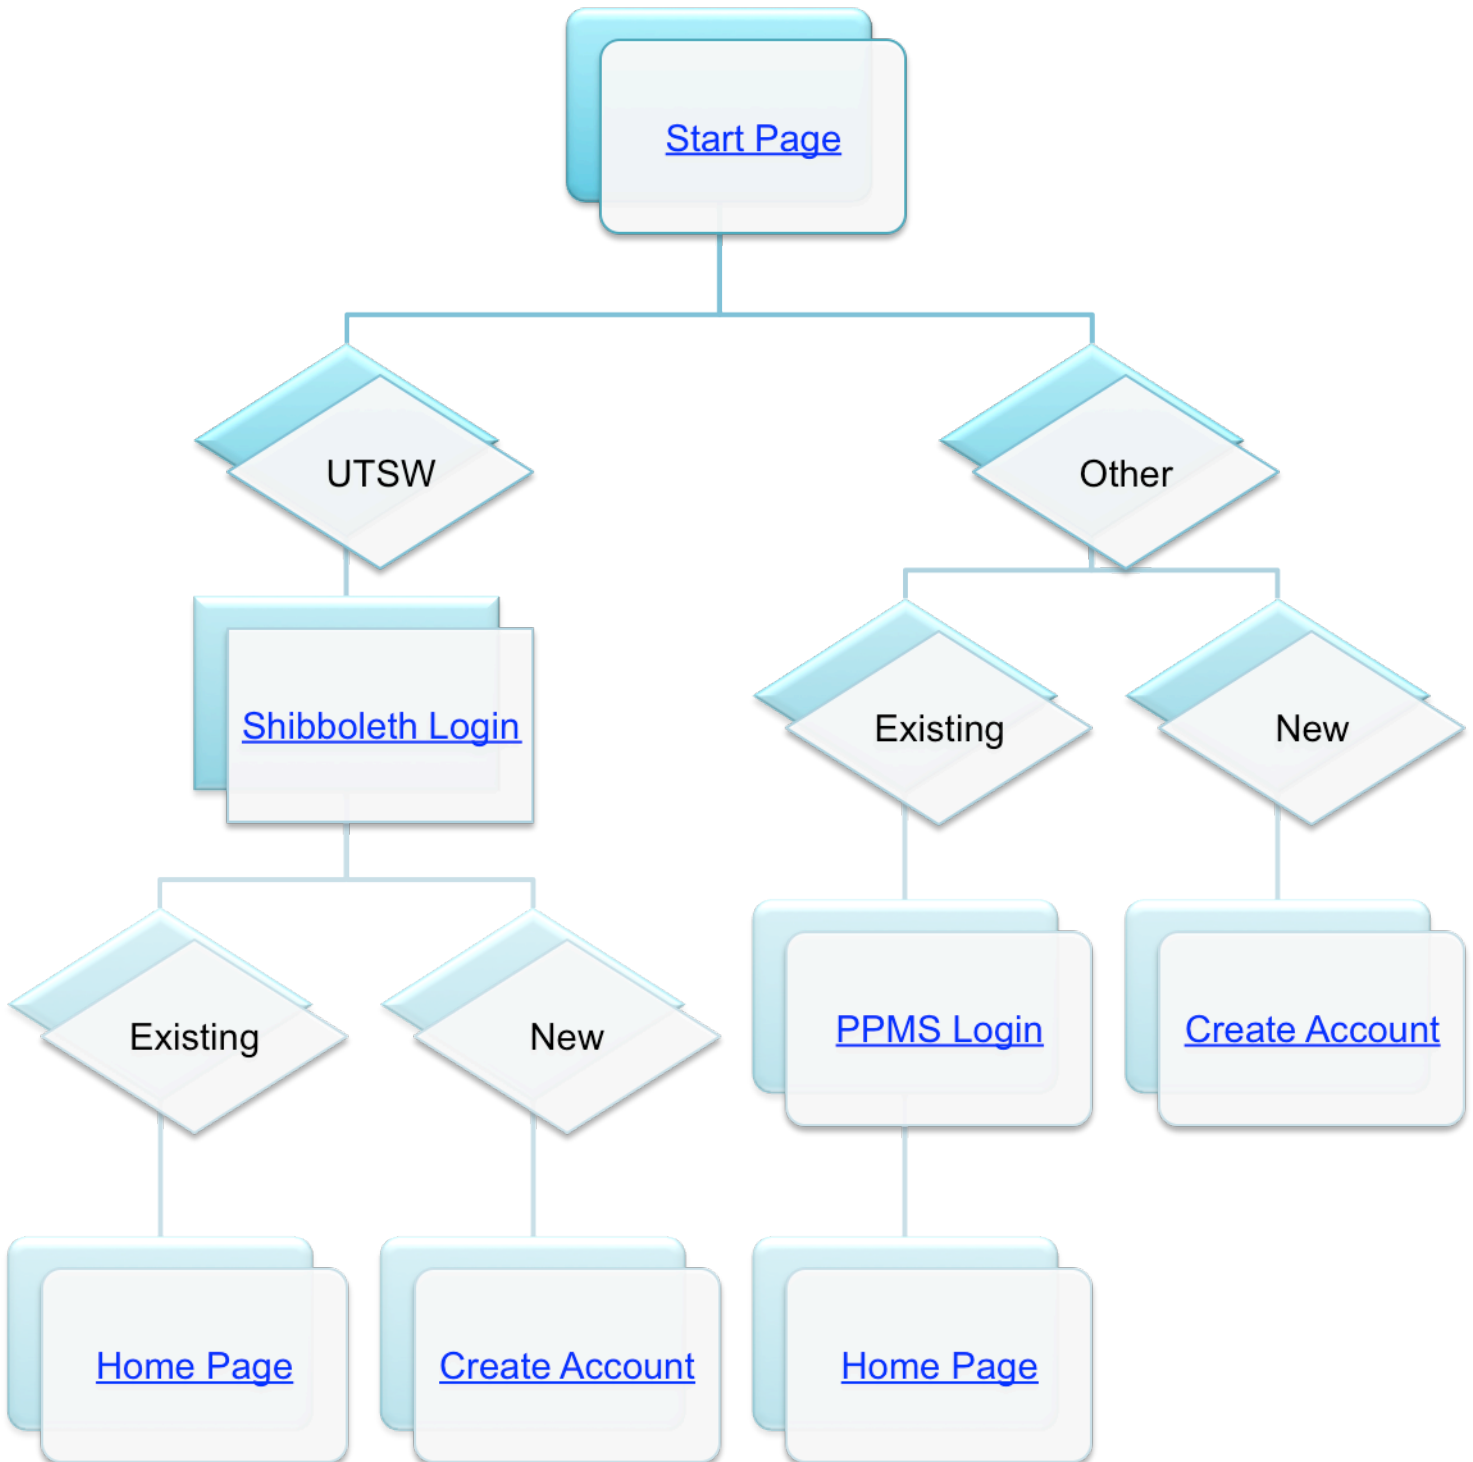 Start Page
UTSW
Other
Shibboleth Login
Existing
New
Existing
New
PPMS Login
Create Account
Home Page
Create Account
Home Page